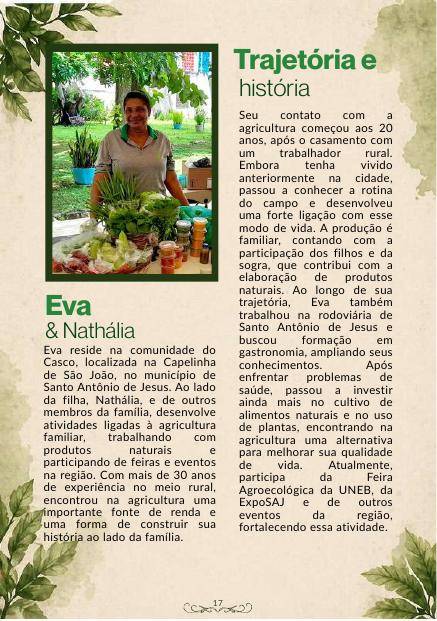 Eva
& Nathália
Eva reside na comunidade do
Casco, localizada na Capelinha
de São João, no município de
Santo Antônio de Jesus. Ao lado
da filha, Nathália, e de outros
membros da família, desenvolve
atividades ligadas à agricultura
familiar, trabalhando com
produtos naturais e
participando de feiras e eventos
na região. Com mais de 30 anos
de experiência no meio rural,
encontrou na agricultura uma
importante fonte de renda e
uma forma de construir sua
história ao lado da família.
Trajetória e
história
Seu contato com a
agricultura começou aos 20
anos, após o casamento com
um trabalhador rural.
Embora tenha vivido
anteriormente na cidade,
passou a conhecer a rotina
do campo e desenvolveu
uma forte ligação com esse
modo de vida. A produção é
familiar, contando com a
participação dos filhos e da
sogra, que contribui com a
elaboração de produtos
naturais. Ao longo de sua
trajetória, Eva também
trabalhou na rodoviária de
Santo Antônio de Jesus e
buscou formação em
gastronomia, ampliando seus
conhecimentos. Após
enfrentar problemas de
saúde, passou a investir
ainda mais no cultivo de
alimentos naturais e no uso
de plantas, encontrando na
agricultura uma alternativa
para melhorar sua qualidade
de vida. Atualmente,
participa da Feira
Agroecológica da UNEB, da
ExpoSAJ e de outros
eventos da região,
fortalecendo essa atividade.
17